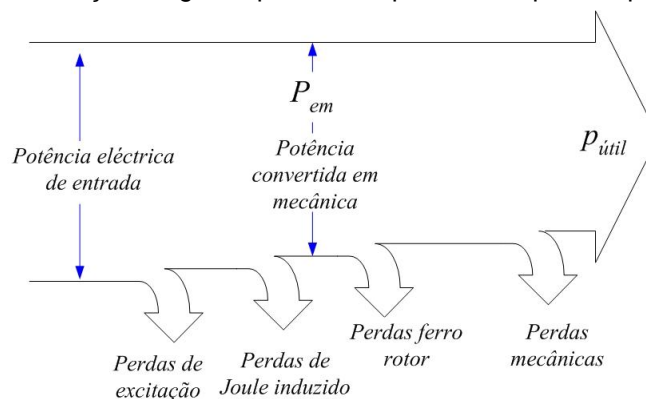 P_em
p_útil
Potência eléctrica
de entrada
Potência
convertida em
mecânica
Perdas de
excitação
Perdas de
Joule induzido
Perdas ferro
rotor
Perdas
mecânicas